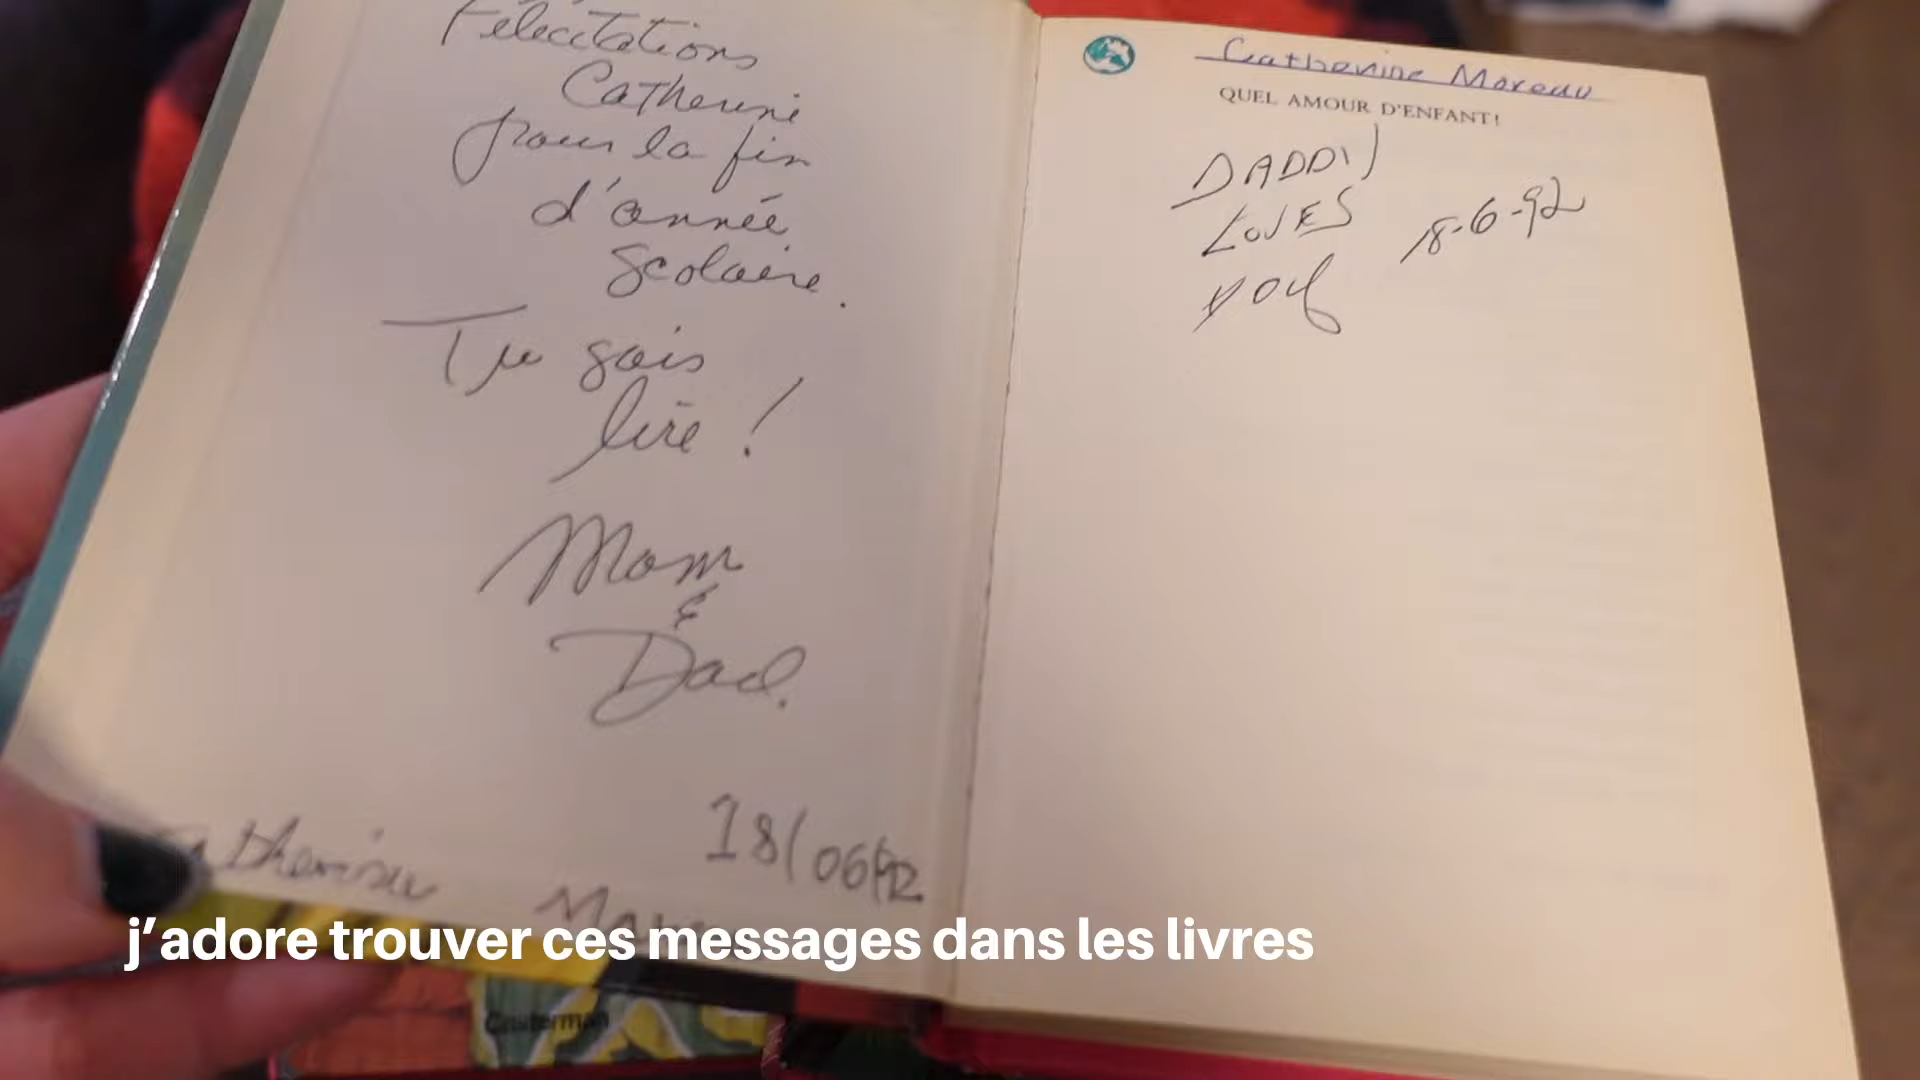 Félicitations
Catherine
pour la fin
d'année
scolaire.
Tu sais
lire !
Mom
&
Dad.
18/06/92
Catherine Moreau
QUEL AMOUR D'ENFANT!
DADDY
LOVES
YOU
18-6-92
Casterman
j'adore trouver ces messages dans les livres